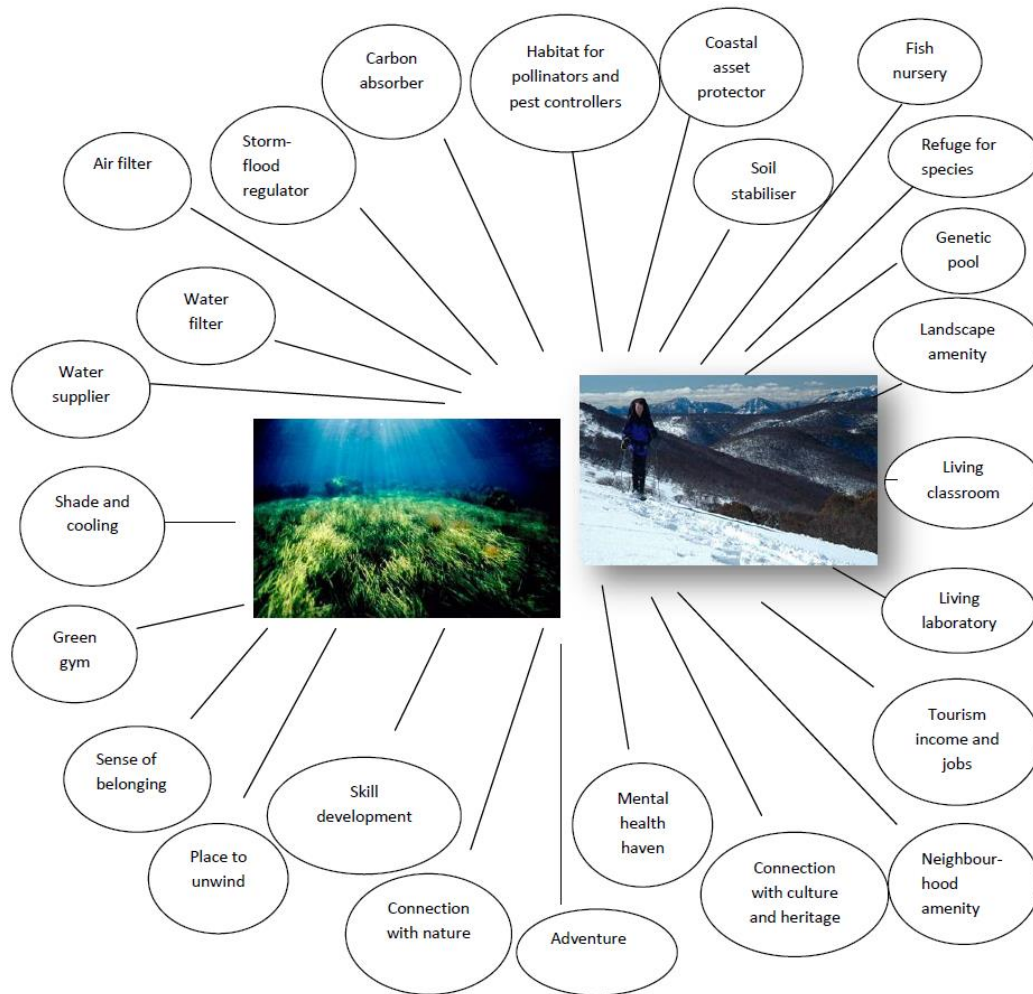 Carbon
absorber
Habitat for
pollinators and
pest controllers
Coastal
asset
protector
Fish
nursery
Air filter
Storm-
flood
regulator
Soil
stabiliser
Refuge for
species
Genetic
pool
Water
filter
Landscape
amenity
Water
supplier
Living
classroom
Shade and
cooling
Living
laboratory
Green
gym
Tourism
income and
jobs
Sense of
belonging
Skill
development
Mental
health
haven
Place to
unwind
Connection
with nature
Adventure
Connection
with culture
and heritage
Neighbour-
hood
amenity